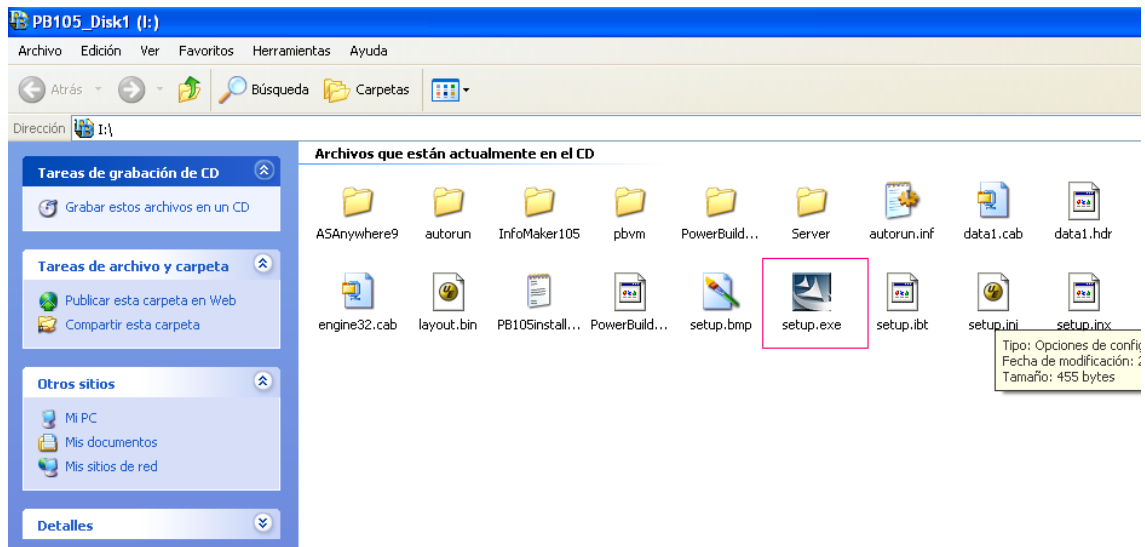 PB105_Disk1 (I:)
Archivo Edición Ver Favoritos Herramientas Ayuda
Atrás Búsqueda Carpetas
Dirección I:\
Archivos que están actualmente en el CD
Tareas de grabación de CD
Grabar estos archivos en un CD
Tareas de archivo y carpeta
Publicar esta carpeta en Web
Compartir esta carpeta
Otros sitios
Mi PC
Mis documentos
Mis sitios de red
Detalles
ASAnywhere9 autorun InfoMaker105 pbvm PowerBuild... Server autorun.inf data1.cab data1.hdr
engine32.cab layout.bin PB105install... PowerBuild... setup.bmp setup.exe setup.ibt setup.ini setup.inx
Tipo: Opciones de config
Fecha de modificación: 2
Tamaño: 455 bytes